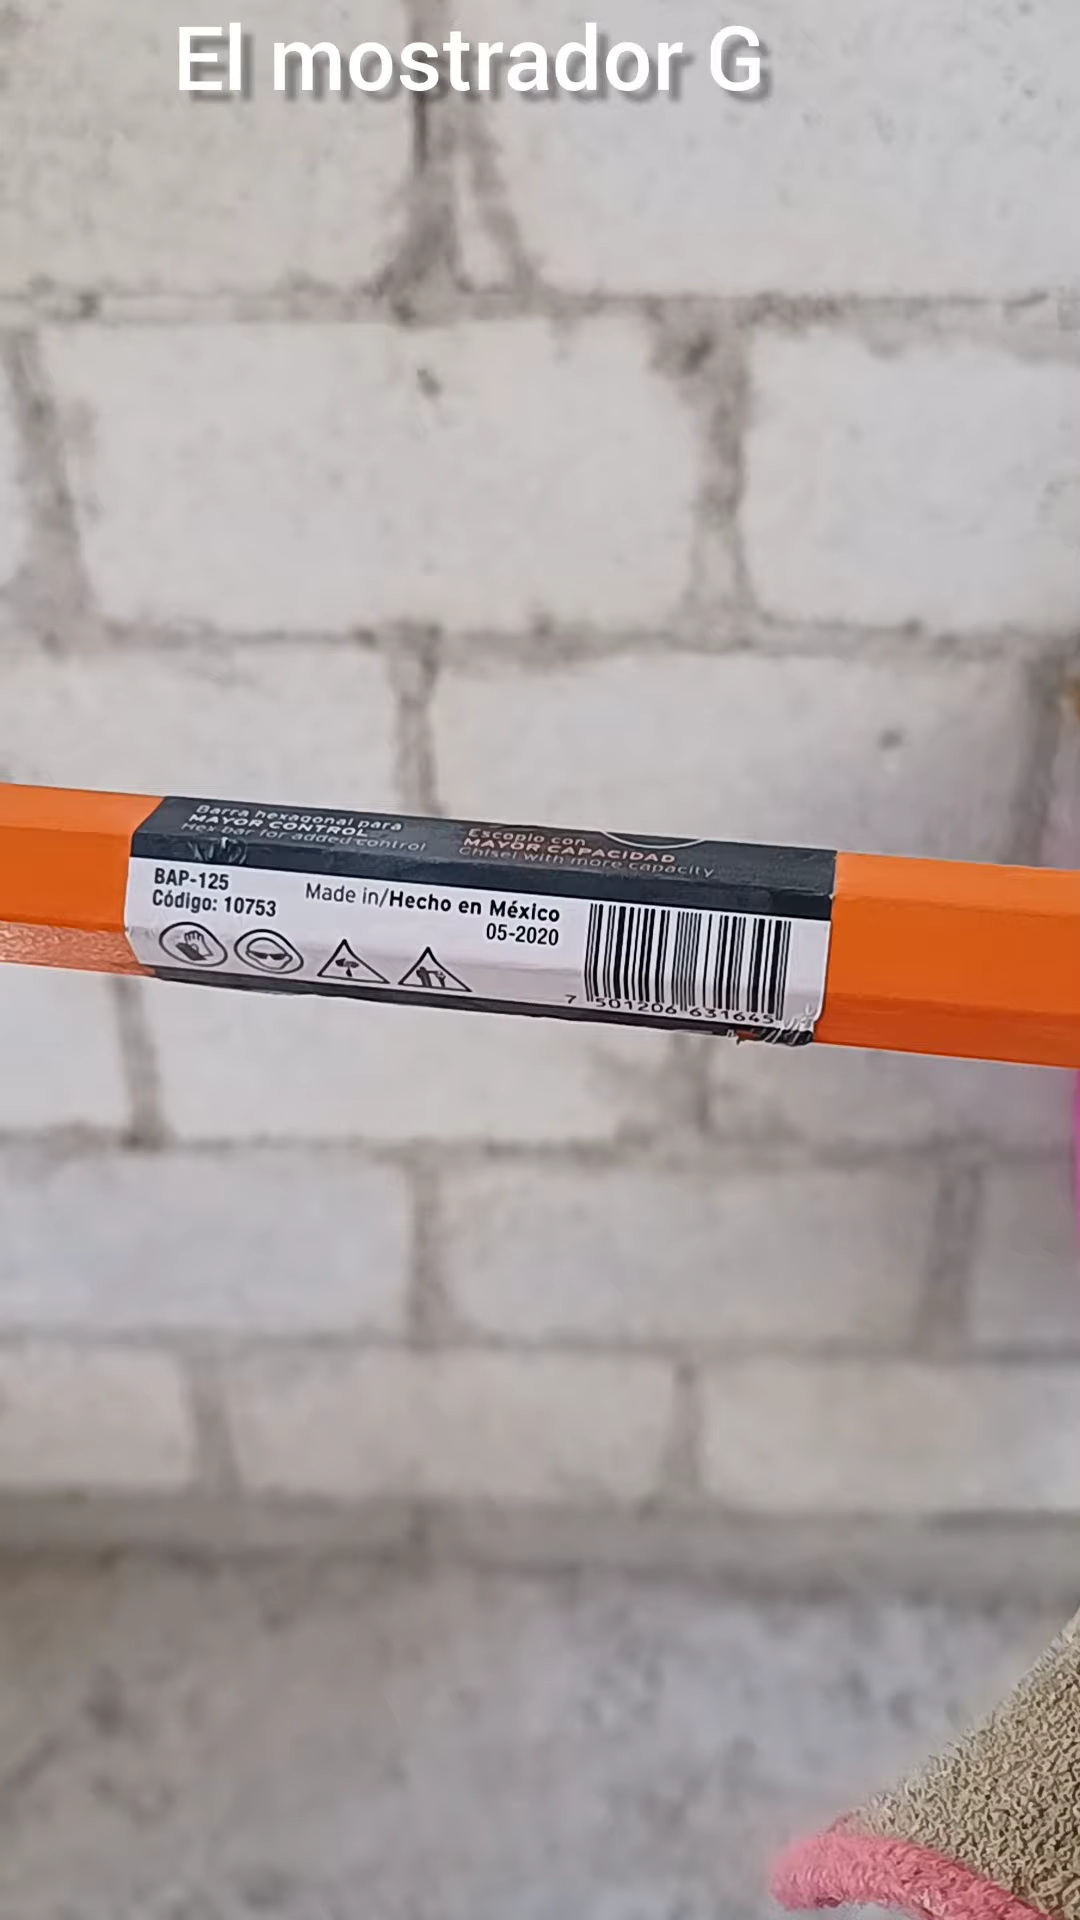 El mostrador G
Barra hexagonal para
MAYOR CONTROL
Hex bar for added control
Escoplo con
MAYOR CAPACIDAD
Chisel with more capacity
BAP-125
Código: 10753
Made in/Hecho en México
05-2020
7 501206 631645